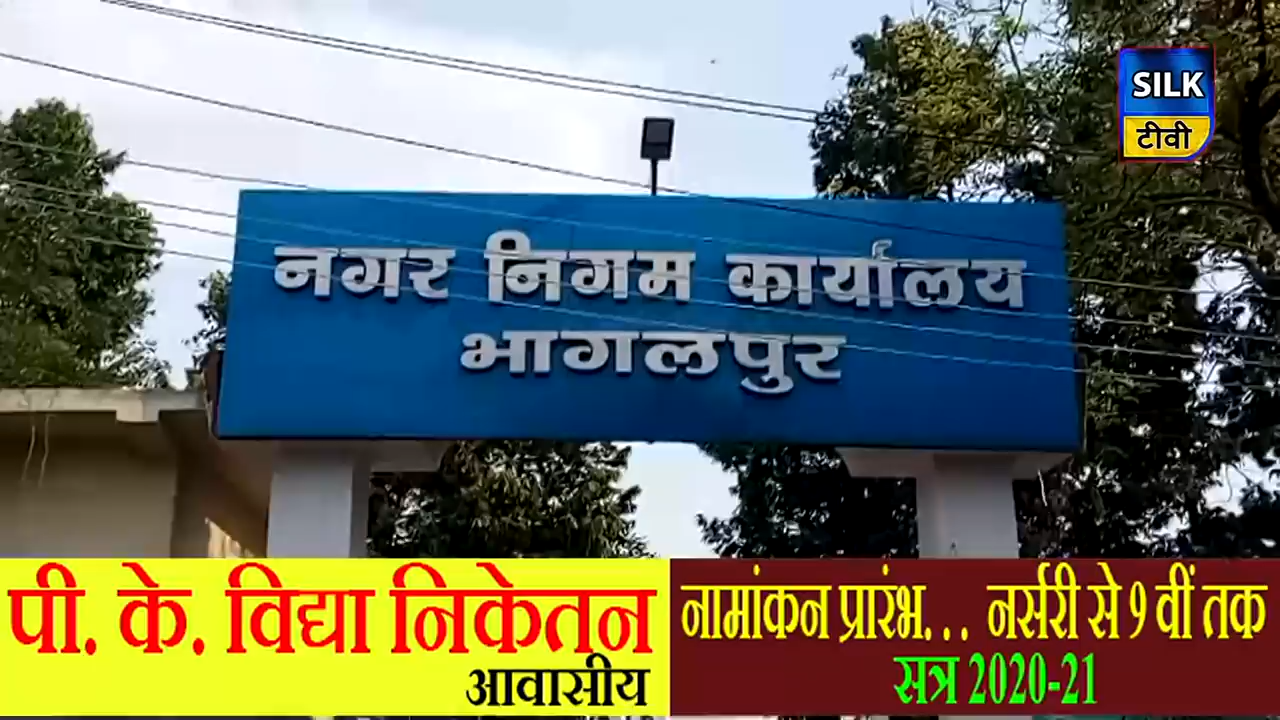 SILK
टीवी
नगर निगम कार्यालय
भागलपुर
पी. के. विद्या निकेतन
आवासीय
नामांकन प्रारंभ... नर्सरी से 9 वीं तक
सत्र 2020-21